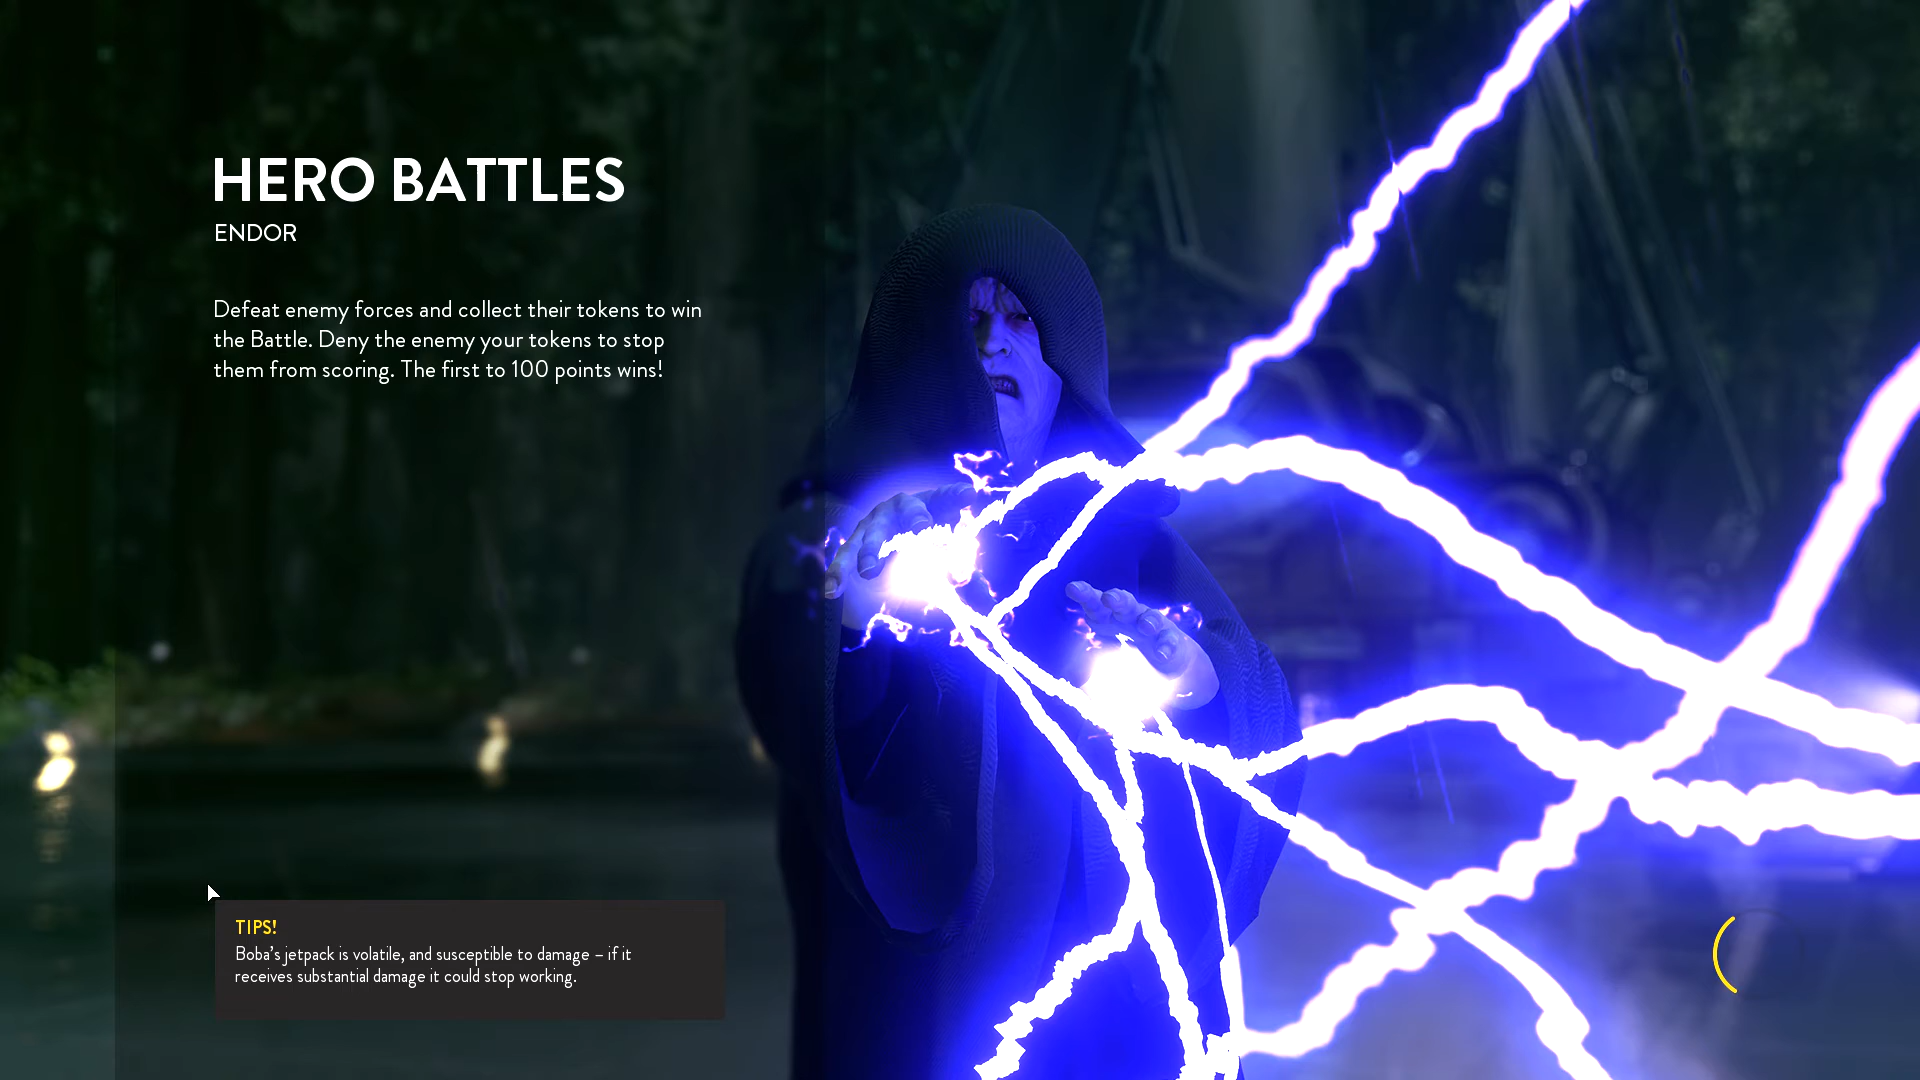 HERO BATTLES
ENDOR
Defeat enemy forces and collect their tokens to win
the Battle. Deny the enemy your tokens to stop
them from scoring. The first to 100 points wins!
TIPS!
Boba's jetpack is volatile, and susceptible to damage – if it
receives substantial damage it could stop working.